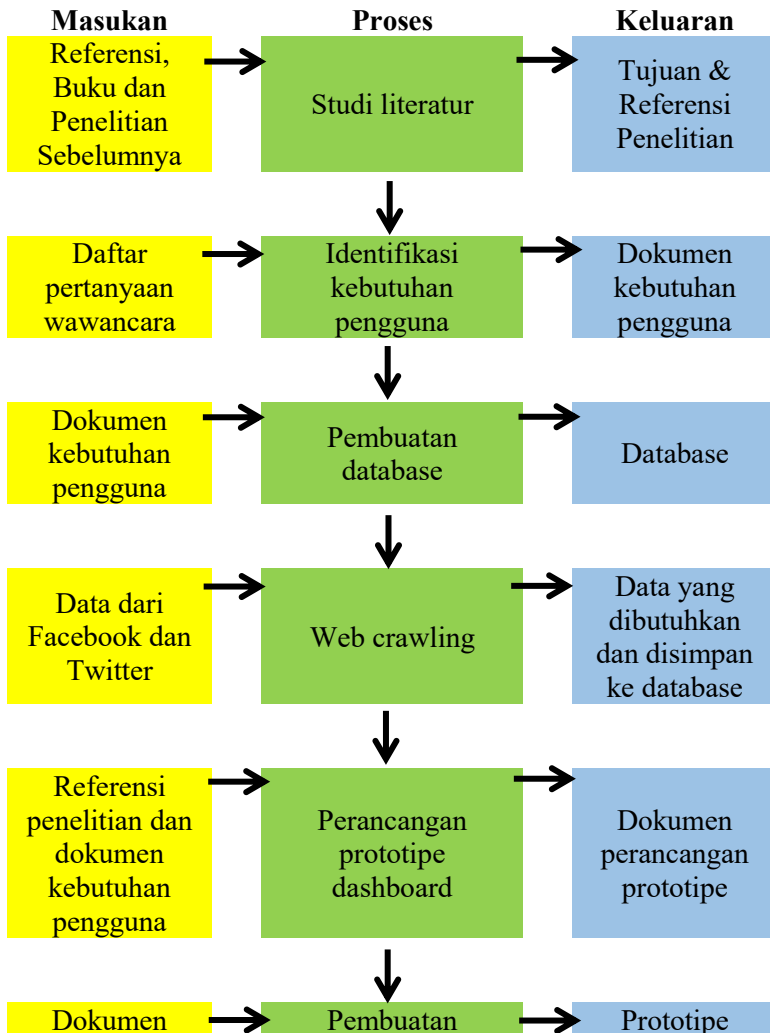 Masukan
Proses
Keluaran
Referensi,
Buku dan
Penelitian
Sebelumnya
Studi literatur
Tujuan &
Referensi
Penelitian
Daftar
pertanyaan
wawancara
Identifikasi
kebutuhan
pengguna
Dokumen
kebutuhan
pengguna
Dokumen
kebutuhan
pengguna
Pembuatan
database
Database
Data dari
Facebook dan
Twitter
Web crawling
Data yang
dibutuhkan
dan disimpan
ke database
Referensi
penelitian dan
dokumen
kebutuhan
pengguna
Perancangan
prototipe
dashboard
Dokumen
perancangan
prototipe
Dokumen
Pembuatan
Prototipe